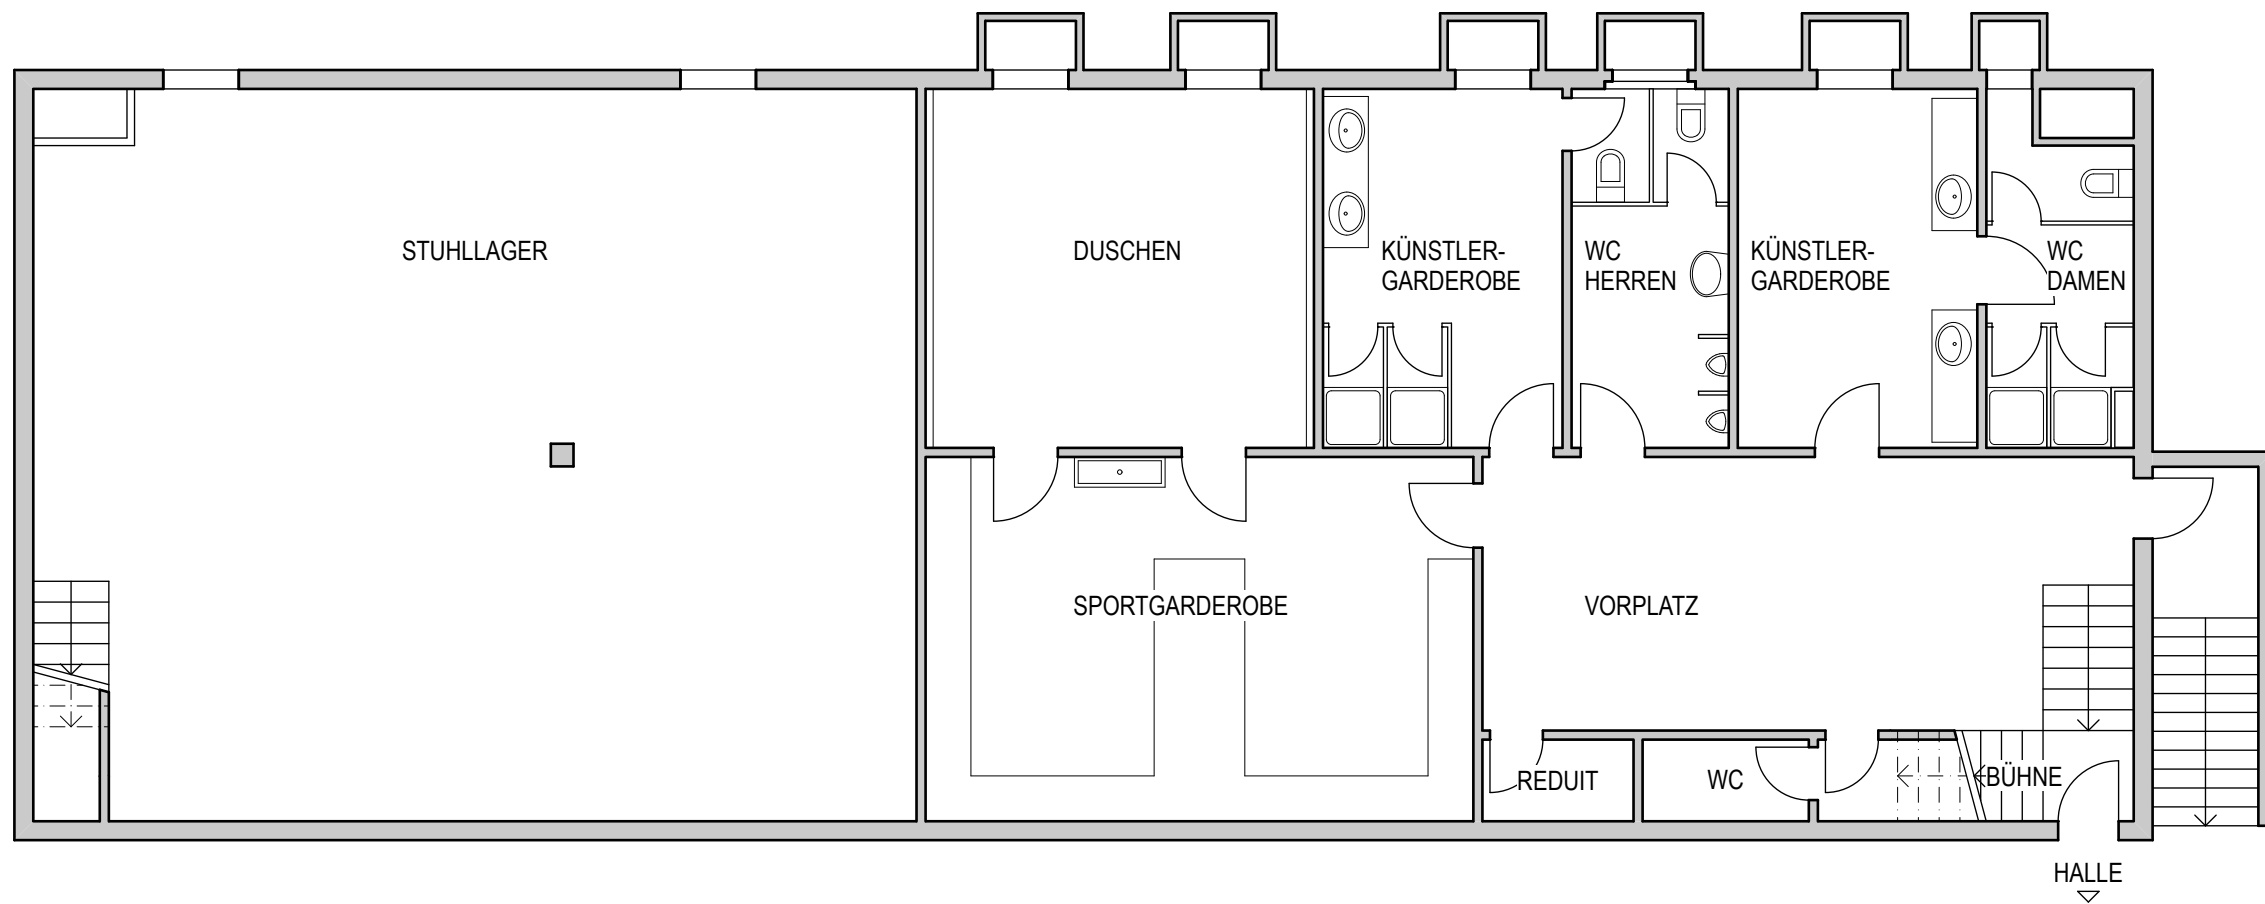 STUHLLAGER
DUSCHEN
KÜNSTLER-
GARDEROBE
WC
HERREN
KÜNSTLER-
GARDEROBE
WC
DAMEN
SPORTGARDEROBE
VORPLATZ
REDUIT
WC
BÜHNE
HALLE